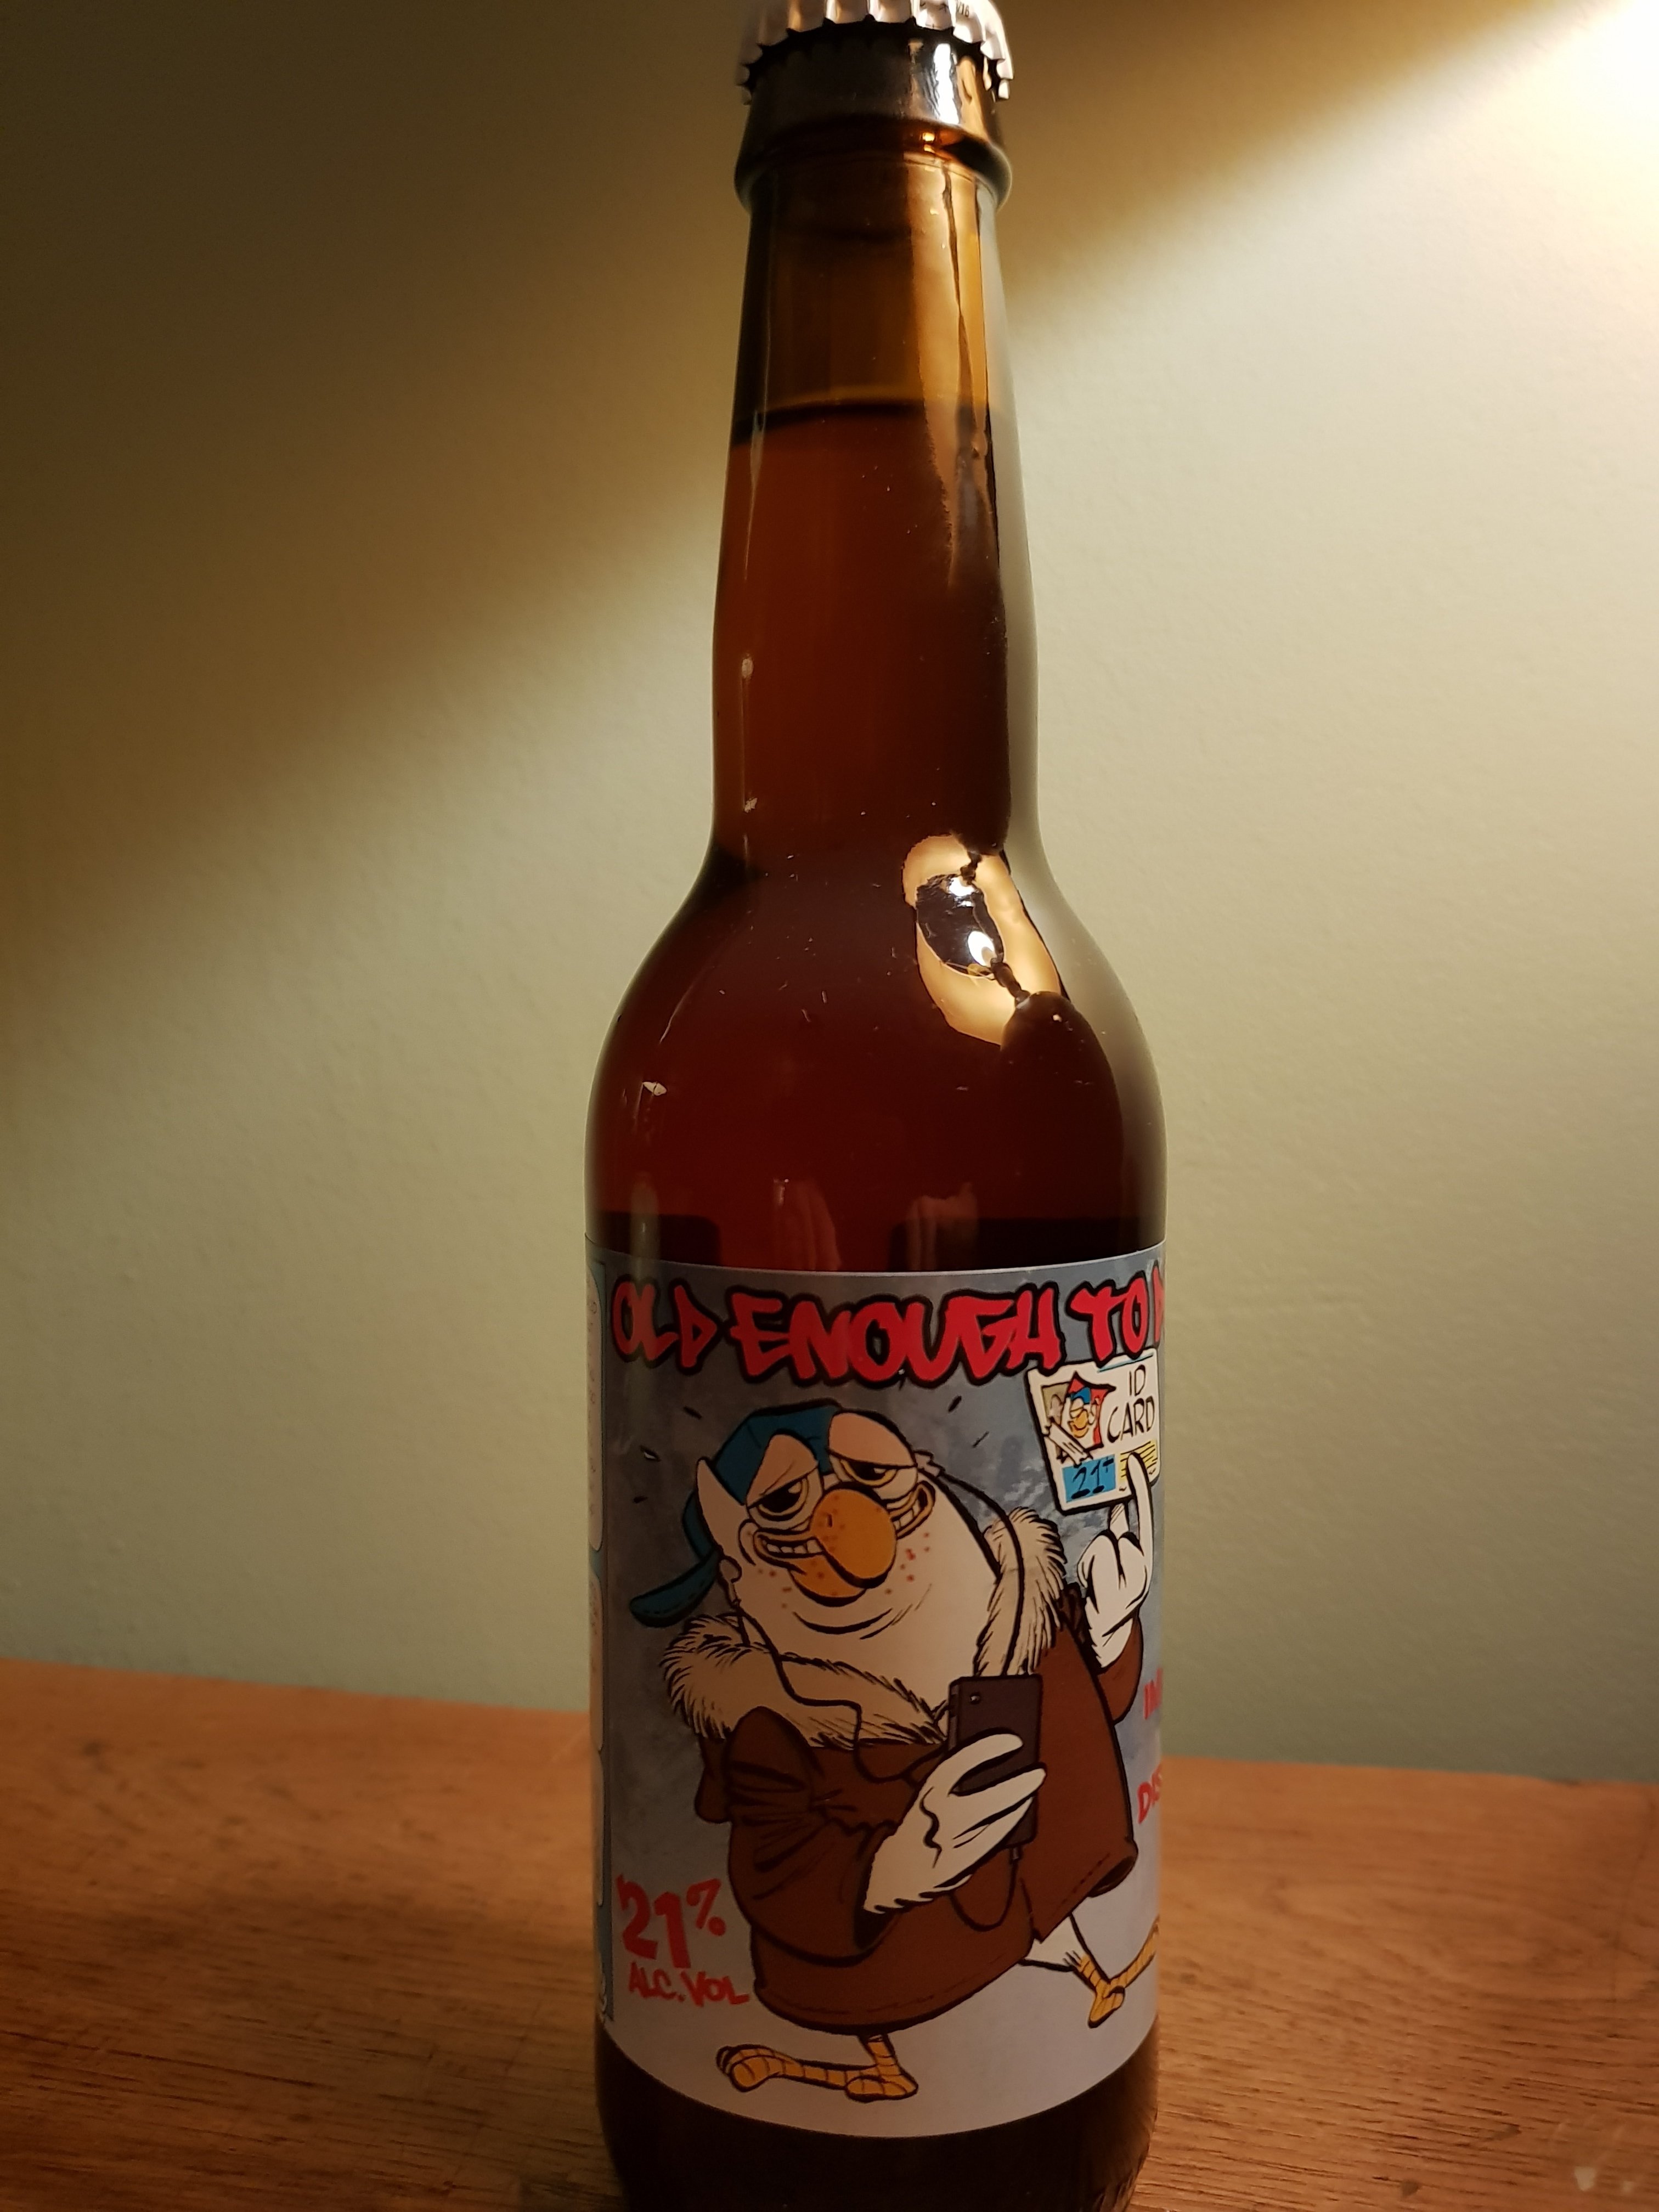 OLD ENOUGH TO
ID
CARD
21+
21%
ALC. VOL